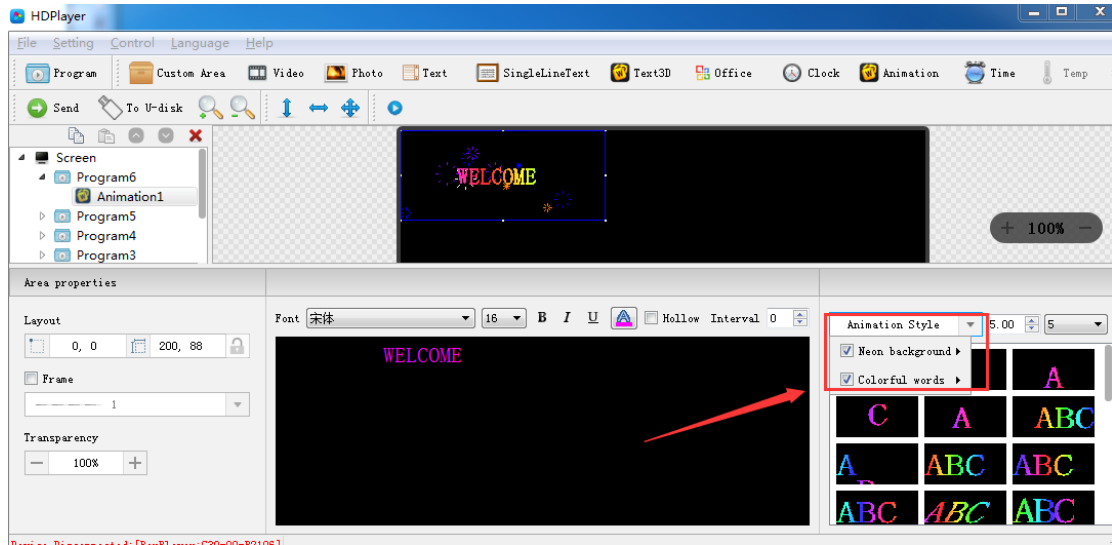 HDPlayer
File Setting Control Language Help
Program Custom Area Video Photo Text SingleLineText Text3D Office Clock Animation Time Temp
Send To U-disk
Screen
Program6
Animation1
Program5
Program4
Program3
WELCOME
+ 100% −
Area properties
Layout
0, 0 200, 88
Frame
1
Transparency
100%
Font 宋体 16 B I U A Hollow Interval 0
WELCOME
Animation Style 5.00 5
Neon background
Colorful words
A
C A ABC
A ABC ABC
ABC ABC ABC